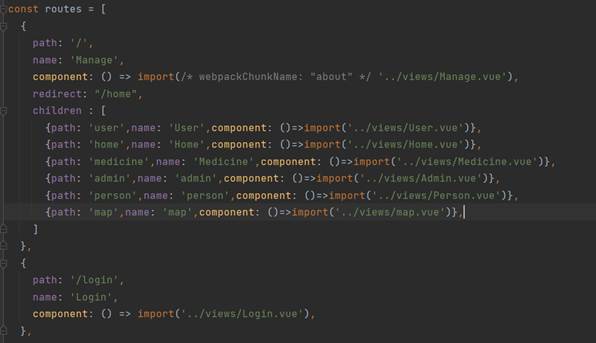 const routes = [
  {
    path: '/',
    name: 'Manage',
    component: () => import(/* webpackChunkName: "about" */ '../views/Manage.vue'),
    redirect: "/home",
    children : [
      {path: 'user',name: 'User',component: ()=>import('../views/User.vue')},
      {path: 'home',name: 'Home',component: ()=>import('../views/Home.vue')},
      {path: 'medicine',name: 'Medicine',component: ()=>import('../views/Medicine.vue')},
      {path: 'admin',name: 'admin',component: ()=>import('../views/Admin.vue')},
      {path: 'person',name: 'person',component: ()=>import('../views/Person.vue')},
      {path: 'map',name: 'map',component: ()=>import('../views/map.vue')},
    ]
  },
  {
    path: '/login',
    name: 'Login',
    component: () => import('../views/Login.vue'),
  },